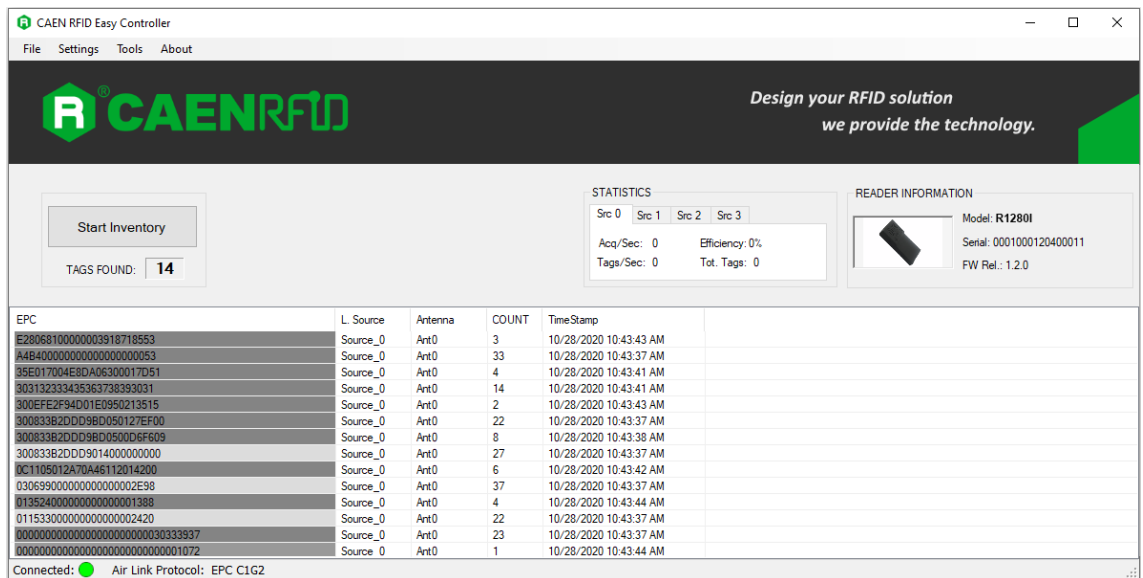 CAEN RFID Easy Controller
File Settings Tools About
R®CAENRFID
Design your RFID solution
we provide the technology.
Start Inventory
TAGS FOUND: 14
STATISTICS
Src 0 Src 1 Src 2 Src 3
Acq/Sec: 0 Efficiency: 0%
Tags/Sec: 0 Tot. Tags: 0
READER INFORMATION
Model: R1280I
Serial: 0001000120400011
FW Rel.: 1.2.0
EPC L. Source Antenna COUNT TimeStamp
E28068100000003918718553 Source_0 Ant0 3 10/28/2020 10:43:43 AM
A4B400000000000000000053 Source_0 Ant0 33 10/28/2020 10:43:37 AM
35E017004E8DA06300017D51 Source_0 Ant0 4 10/28/2020 10:43:41 AM
303132333435363738393031 Source_0 Ant0 14 10/28/2020 10:43:41 AM
300EFE2F94D01E0950213515 Source_0 Ant0 2 10/28/2020 10:43:43 AM
300833B2DDD9BD050127EF00 Source_0 Ant0 22 10/28/2020 10:43:37 AM
300833B2DDD9BD0500D6F609 Source_0 Ant0 8 10/28/2020 10:43:38 AM
300833B2DDD9014000000000 Source_0 Ant0 27 10/28/2020 10:43:37 AM
0C1105012A70A46112014200 Source_0 Ant0 6 10/28/2020 10:43:42 AM
030699000000000000002E98 Source_0 Ant0 37 10/28/2020 10:43:37 AM
013524000000000000001388 Source_0 Ant0 4 10/28/2020 10:43:44 AM
011533000000000000002420 Source_0 Ant0 22 10/28/2020 10:43:37 AM
00000000000000000000000030333937 Source_0 Ant0 23 10/28/2020 10:43:37 AM
00000000000000000000000000001072 Source_0 Ant0 1 10/28/2020 10:43:44 AM
Connected: Air Link Protocol: EPC C1G2